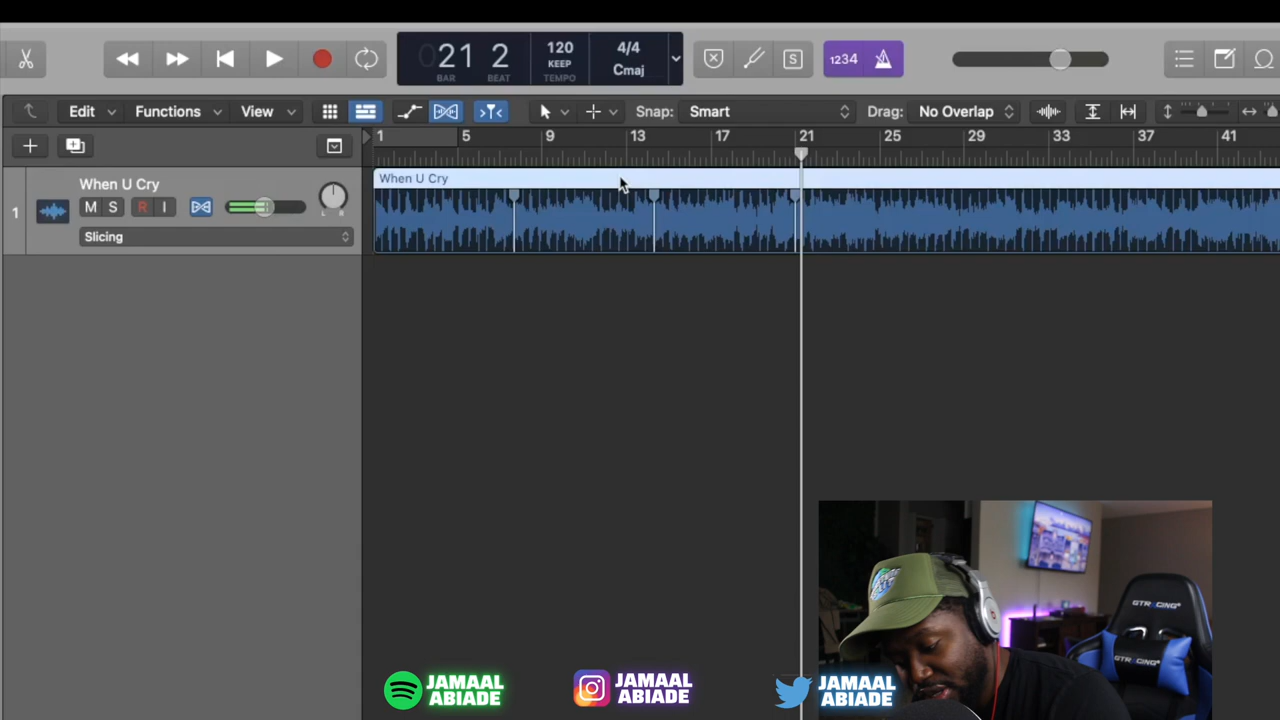 21 2
BAR BEAT
120
KEEP
TEMPO
4/4
Cmaj
S
1234
Edit Functions View Snap: Smart Drag: No Overlap
1 5 9 13 17 21 25 29 33 37 41
1
When U Cry
M S R I
L R
Slicing
When U Cry
GTRACING
GTRACING
JAMAAL
ABIADE
JAMAAL
ABIADE
JAMAAL
ABIADE